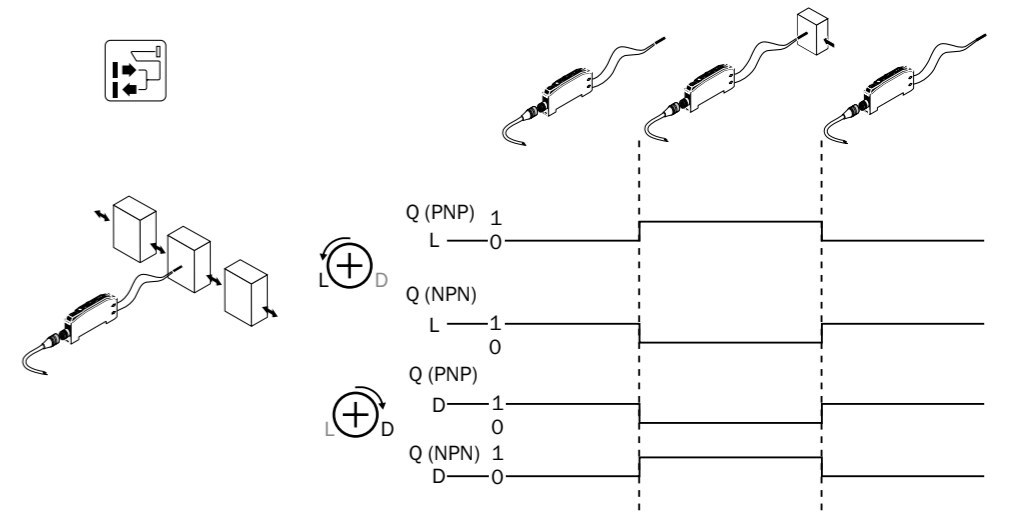 Q (PNP) 1
L 0
L D
Q (NPN)
L 1
0
Q (PNP)
D 1
L D
0
Q (NPN) 1
D 0